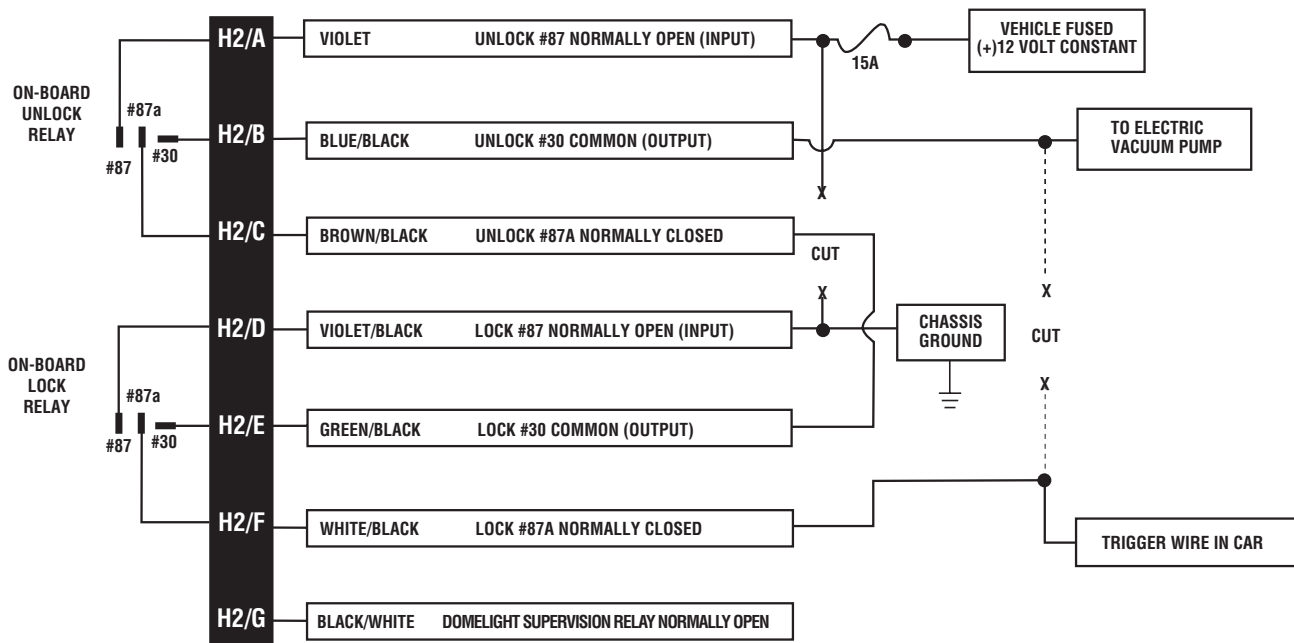 H2/A
VIOLET UNLOCK #87 NORMALLY OPEN (INPUT)
15A
VEHICLE FUSED
(+)12 VOLT CONSTANT
ON-BOARD
UNLOCK
RELAY
#87a
#87
#30
H2/B
BLUE/BLACK UNLOCK #30 COMMON (OUTPUT)
TO ELECTRIC
VACUUM PUMP
X
H2/C
BROWN/BLACK UNLOCK #87A NORMALLY CLOSED
CUT
X
X
H2/D
VIOLET/BLACK LOCK #87 NORMALLY OPEN (INPUT)
CHASSIS
GROUND
CUT
X
ON-BOARD
LOCK
RELAY
#87a
#87
#30
H2/E
GREEN/BLACK LOCK #30 COMMON (OUTPUT)
H2/F
WHITE/BLACK LOCK #87A NORMALLY CLOSED
TRIGGER WIRE IN CAR
H2/G
BLACK/WHITE DOMELIGHT SUPERVISION RELAY NORMALLY OPEN